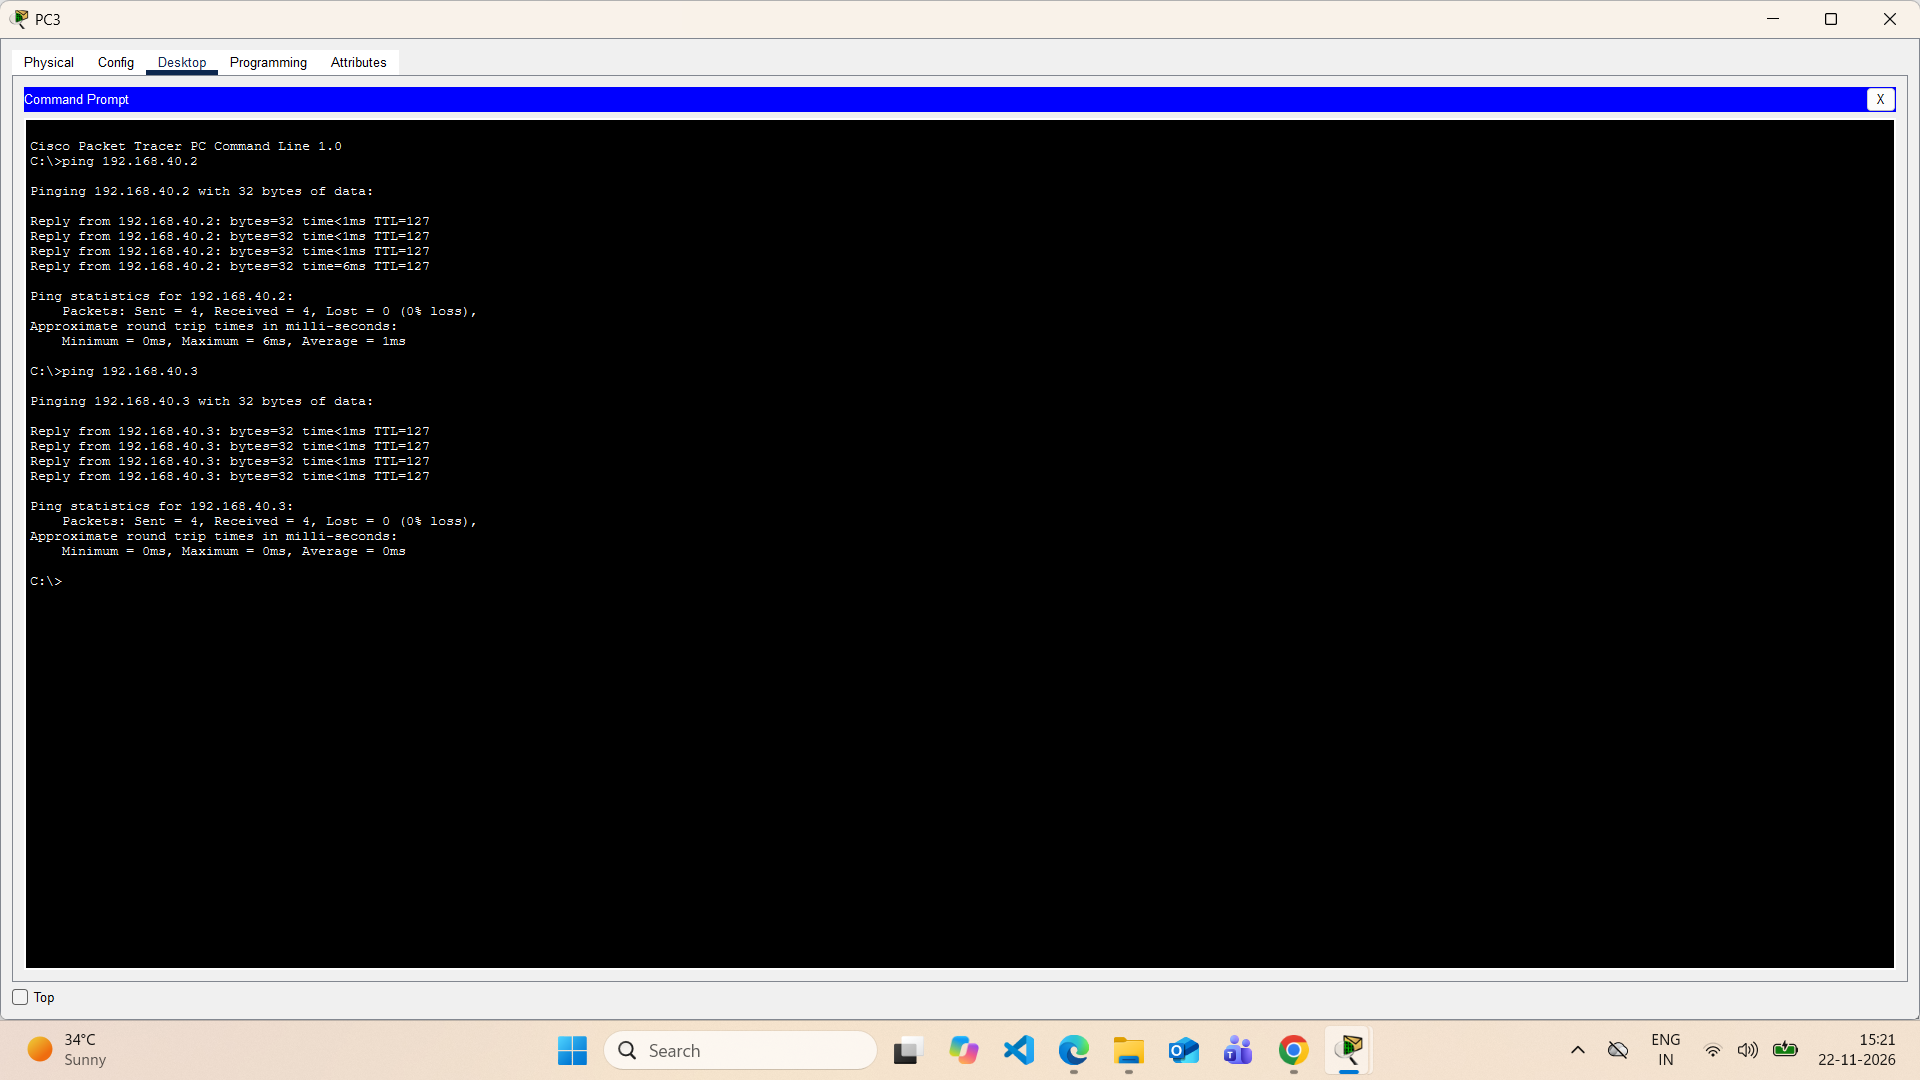 PC3
Physical Config Desktop Programming Attributes
Command Prompt
X
Cisco Packet Tracer PC Command Line 1.0
C:\>ping 192.168.40.2
Pinging 192.168.40.2 with 32 bytes of data:
Reply from 192.168.40.2: bytes=32 time<1ms TTL=127
Reply from 192.168.40.2: bytes=32 time<1ms TTL=127
Reply from 192.168.40.2: bytes=32 time<1ms TTL=127
Reply from 192.168.40.2: bytes=32 time=6ms TTL=127
Ping statistics for 192.168.40.2:
    Packets: Sent = 4, Received = 4, Lost = 0 (0% loss),
Approximate round trip times in milli-seconds:
    Minimum = 0ms, Maximum = 6ms, Average = 1ms
C:\>ping 192.168.40.3
Pinging 192.168.40.3 with 32 bytes of data:
Reply from 192.168.40.3: bytes=32 time<1ms TTL=127
Reply from 192.168.40.3: bytes=32 time<1ms TTL=127
Reply from 192.168.40.3: bytes=32 time<1ms TTL=127
Reply from 192.168.40.3: bytes=32 time<1ms TTL=127
Ping statistics for 192.168.40.3:
    Packets: Sent = 4, Received = 4, Lost = 0 (0% loss),
Approximate round trip times in milli-seconds:
    Minimum = 0ms, Maximum = 0ms, Average = 0ms
C:\>
Top
34°C
Sunny
Search
ENG
IN
15:21
22-11-2026